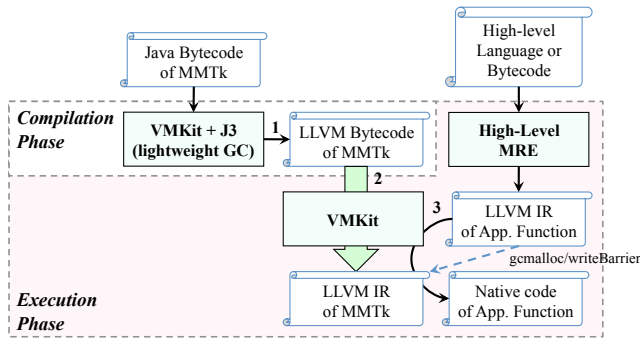 Java Bytecode
of MMTk
High-level
Language or
Bytecode
Compilation
Phase
VMKit + J3
(lightweight GC)
1
LLVM Bytecode
of MMTk
High-Level
MRE
2
VMKit
3
LLVM IR
of App. Function
gcmalloc/writeBarrier
LLVM IR
of MMTk
Native code
of App. Function
Execution
Phase